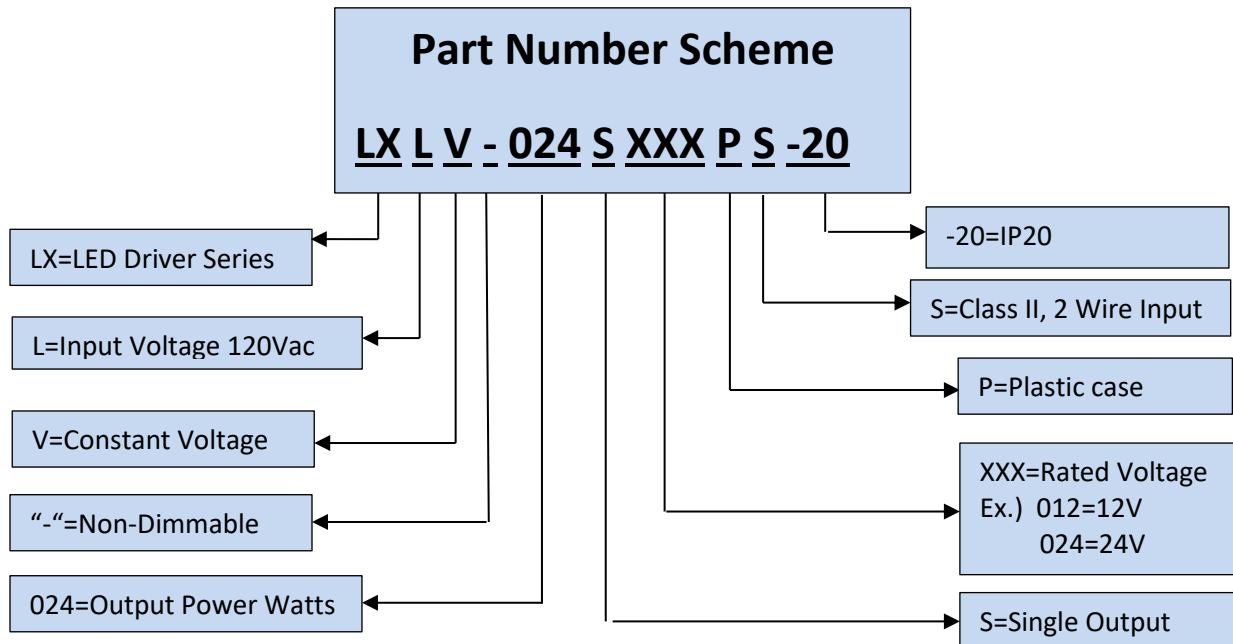 Part Number Scheme
LX L V - 024 S XXX P S -20
LX=LED Driver Series
L=Input Voltage 120Vac
V=Constant Voltage
“-“=Non-Dimmable
024=Output Power Watts
-20=IP20
S=Class II, 2 Wire Input
P=Plastic case
XXX=Rated Voltage
Ex.) 012=12V
024=24V
S=Single Output